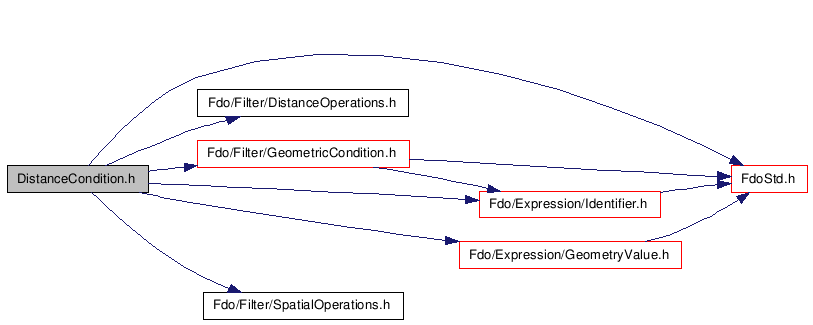 Fdo/Filter/DistanceOperations.h
Fdo/Filter/GeometricCondition.h
DistanceCondition.h
FdoStd.h
Fdo/Expression/Identifier.h
Fdo/Expression/GeometryValue.h
Fdo/Filter/SpatialOperations.h